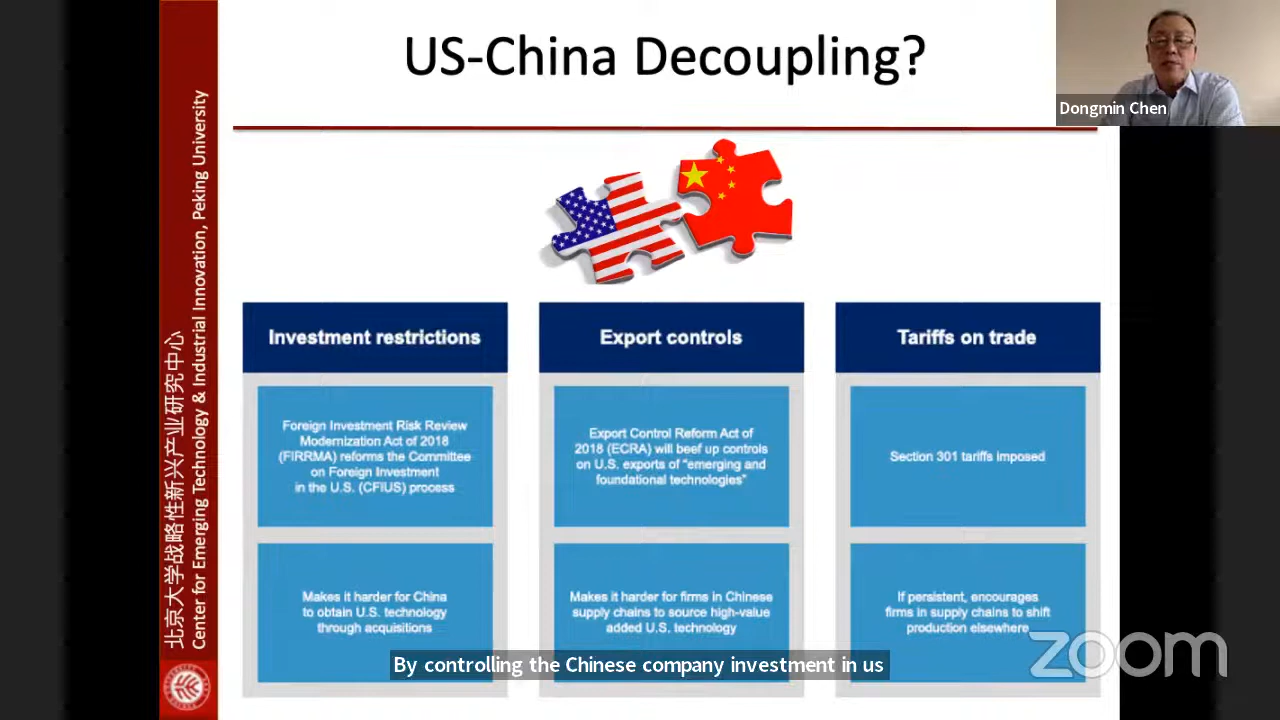 US-China Decoupling?
Dongmin Chen
北京大学战略性新兴产业研究中心
Center for Emerging Technology & Industrial Innovation, Peking University
Investment restrictions
Foreign Investment Risk Review
Modernization Act of 2018
(FIRRMA) reforms the Committee
on Foreign Investment
in the U.S. (CFIUS) process
Makes it harder for China
to obtain U.S. technology
through acquisitions
Export controls
Export Control Reform Act of
2018 (ECRA) will beef up controls
on U.S. exports of “emerging and
foundational technologies”
Makes it harder for firms in Chinese
supply chains to source high-value
added U.S. technology
Tariffs on trade
Section 301 tariffs imposed
If persistent, encourages
firms in supply chains to shift
production elsewhere
By controlling the Chinese company investment in us
zoom